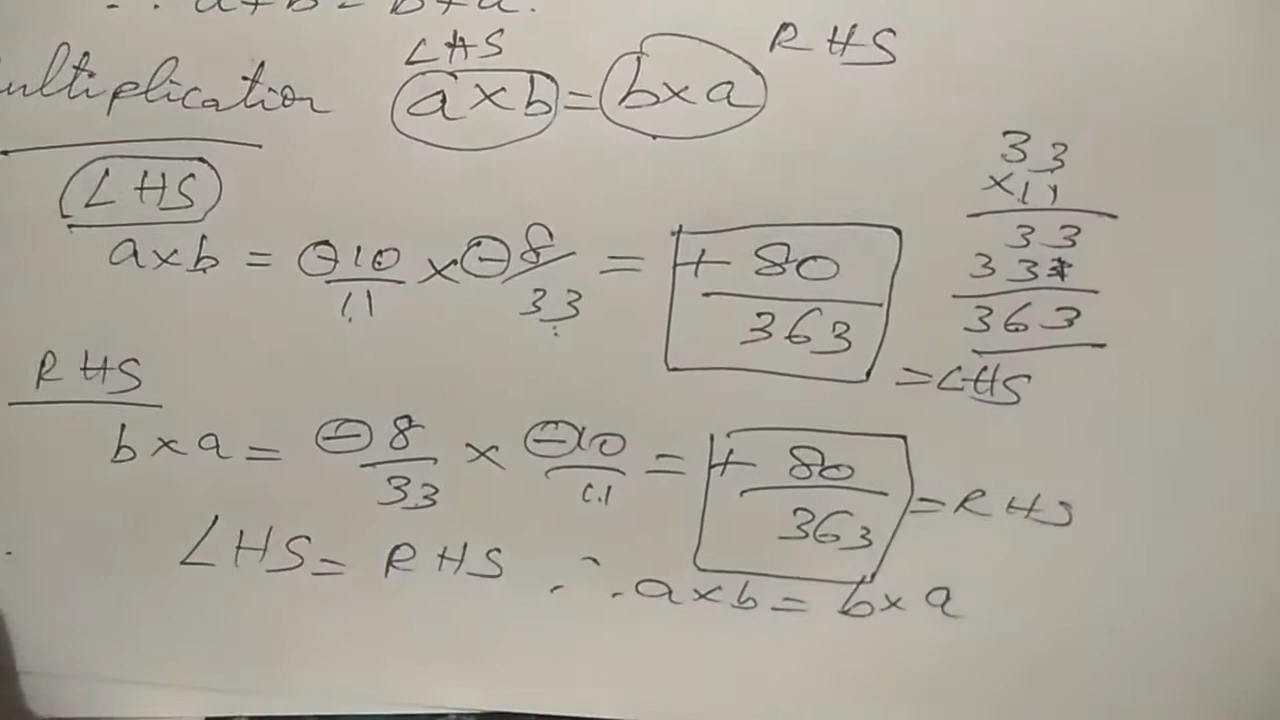 ∴ a+b = b+a.
ultiplication LHS a×b = b×a RHS
LHS
a×b = -10/11 × -8/33 = +80/363 = LHS
33
×11
33
33*
363
RHS
b×a = -8/33 × -10/11 = +80/363 = RHS
LHS = RHS ∴ a×b = b×a